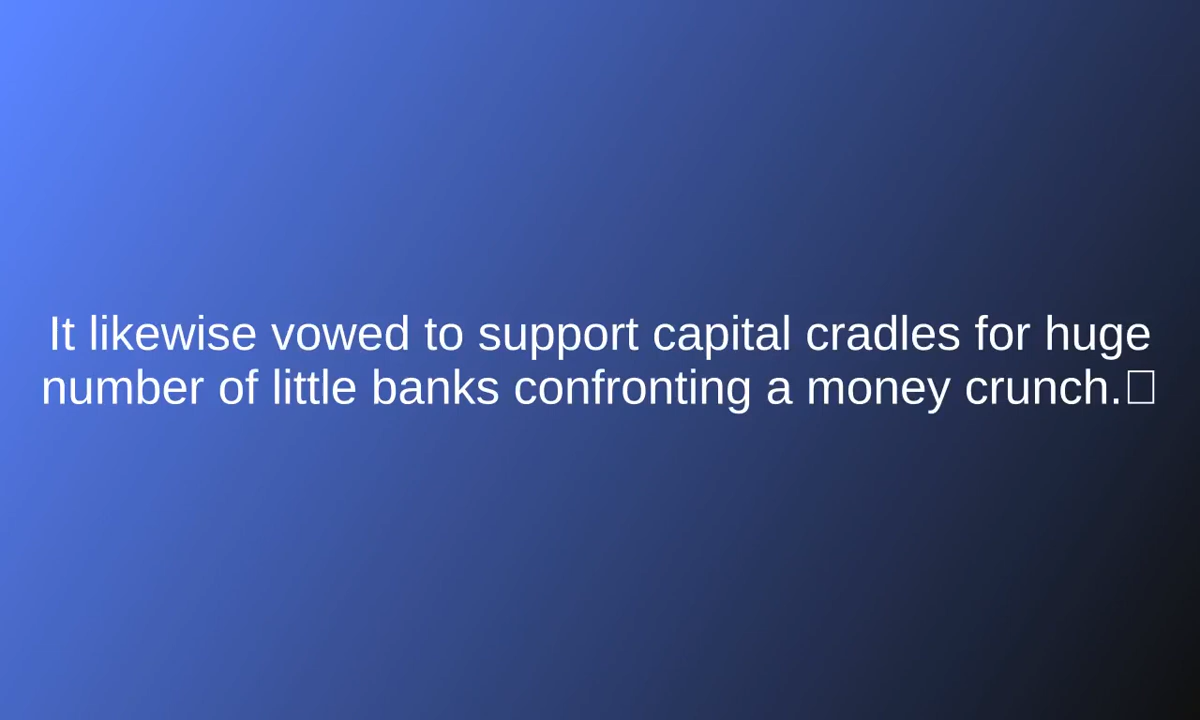 It likewise vowed to support capital cradles for huge
number of little banks confronting a money crunch.